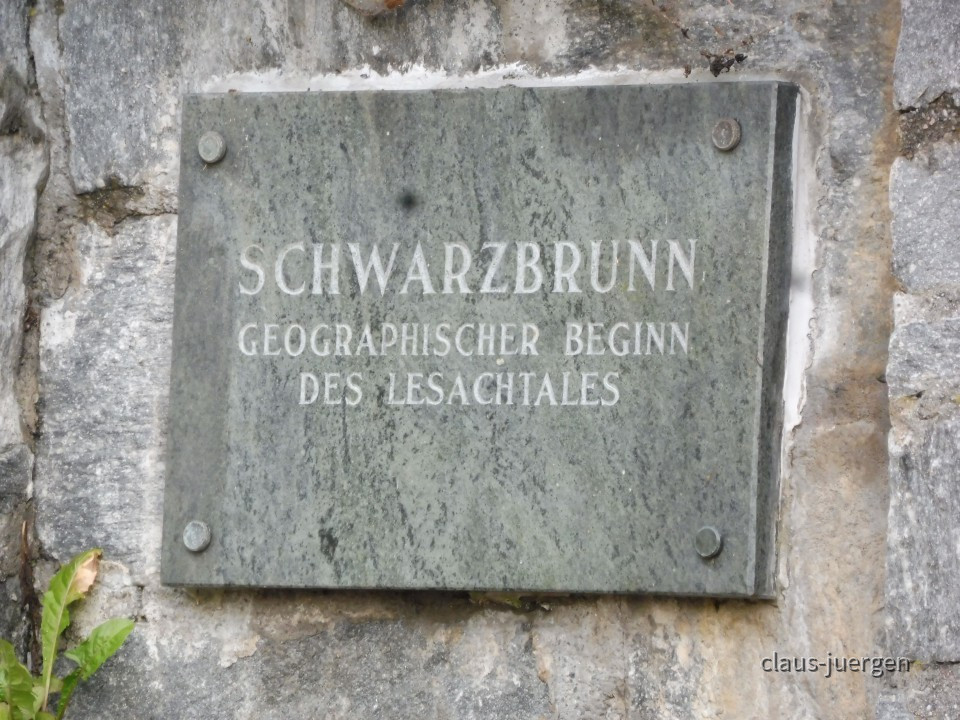 SCHWARZBRUNN
GEOGRAPHISCHER BEGINN
DES LESACHTALES
claus-juergen